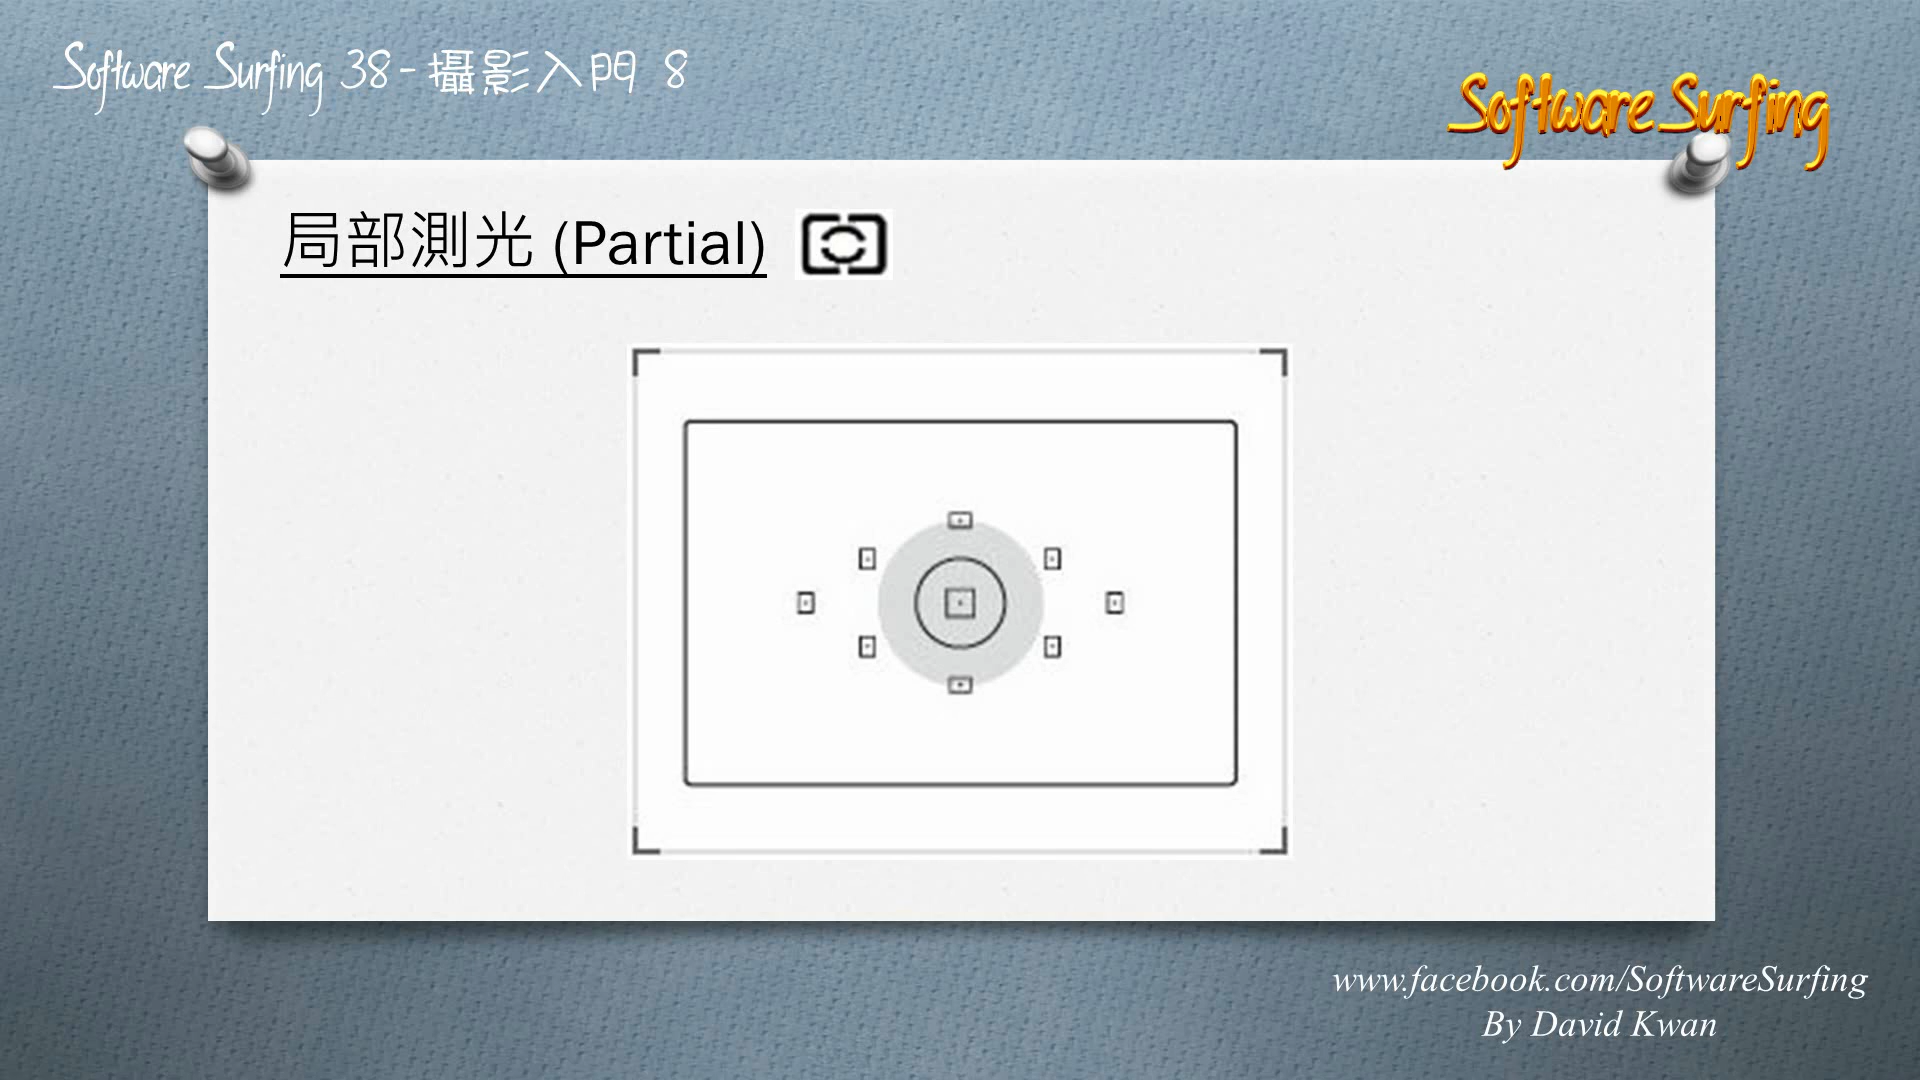 Software Surfing 38-攝影入門 8
Software Surfing
局部測光 (Partial)
www.facebook.com/SoftwareSurfing
By David Kwan